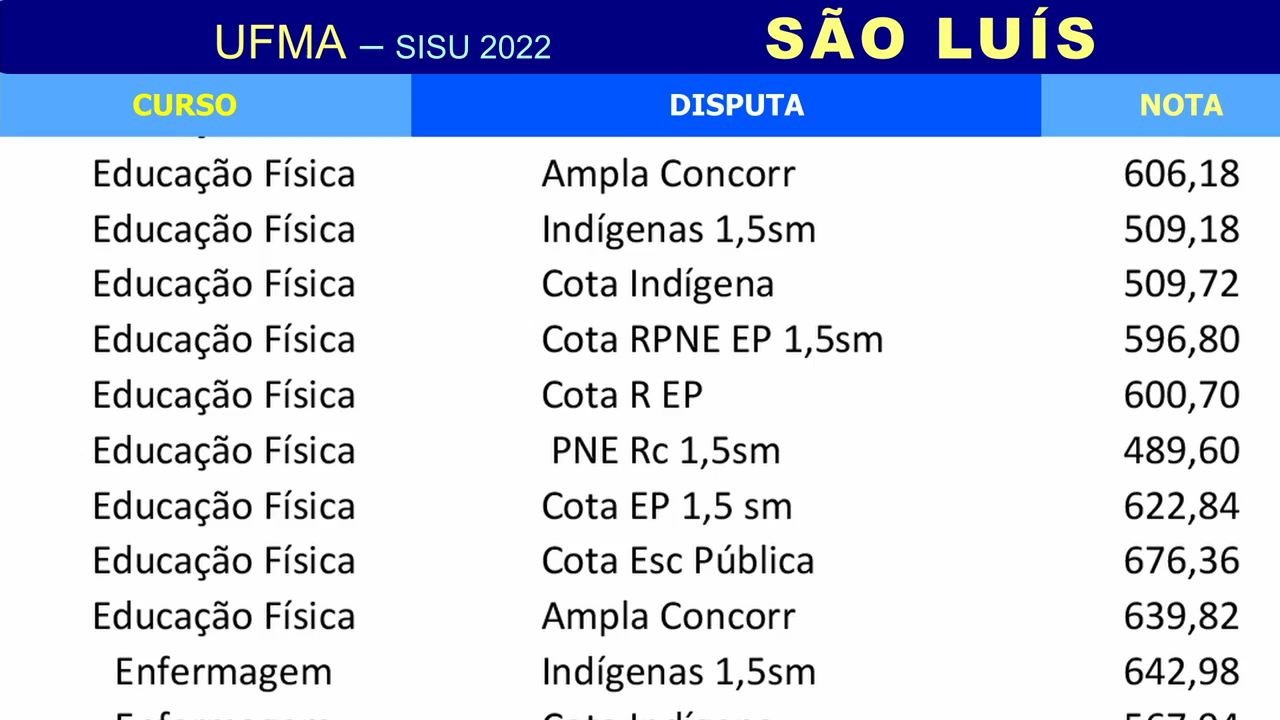 UFMA – SISU 2022 SÃO LUÍS
CURSO DISPUTA NOTA
Educação Física Ampla Concorr 606,18
Educação Física Indígenas 1,5sm 509,18
Educação Física Cota Indígena 509,72
Educação Física Cota RPNE EP 1,5sm 596,80
Educação Física Cota R EP 600,70
Educação Física PNE Rc 1,5sm 489,60
Educação Física Cota EP 1,5 sm 622,84
Educação Física Cota Esc Pública 676,36
Educação Física Ampla Concorr 639,82
Enfermagem Indígenas 1,5sm 642,98